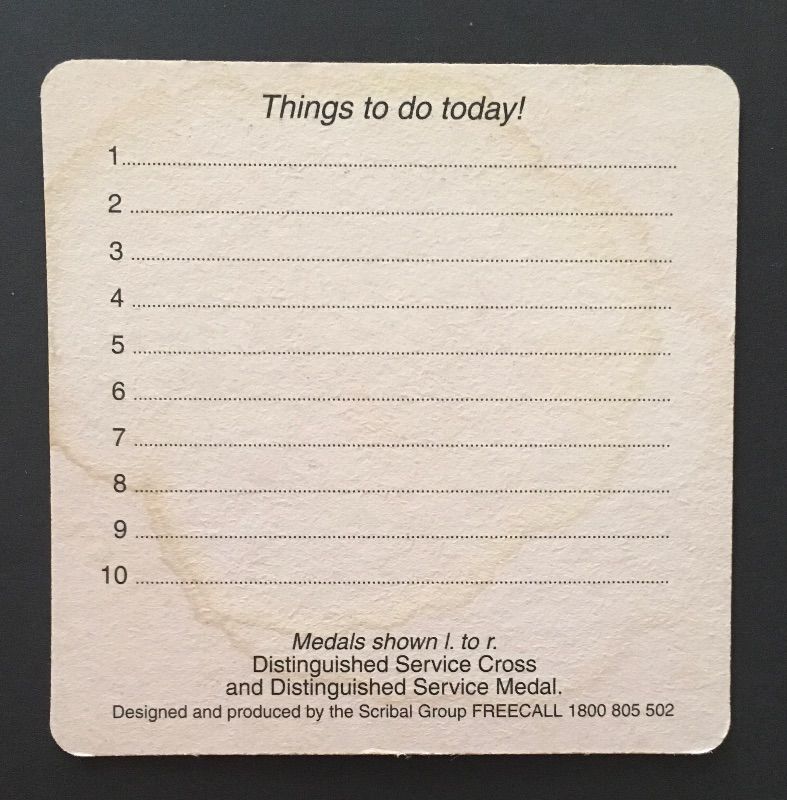 Things to do today!
1..........
2..........
3..........
4..........
5..........
6..........
7..........
8..........
9..........
10..........
Medals shown l. to r.
Distinguished Service Cross
and Distinguished Service Medal.
Designed and produced by the Scribal Group FREECALL 1800 805 502